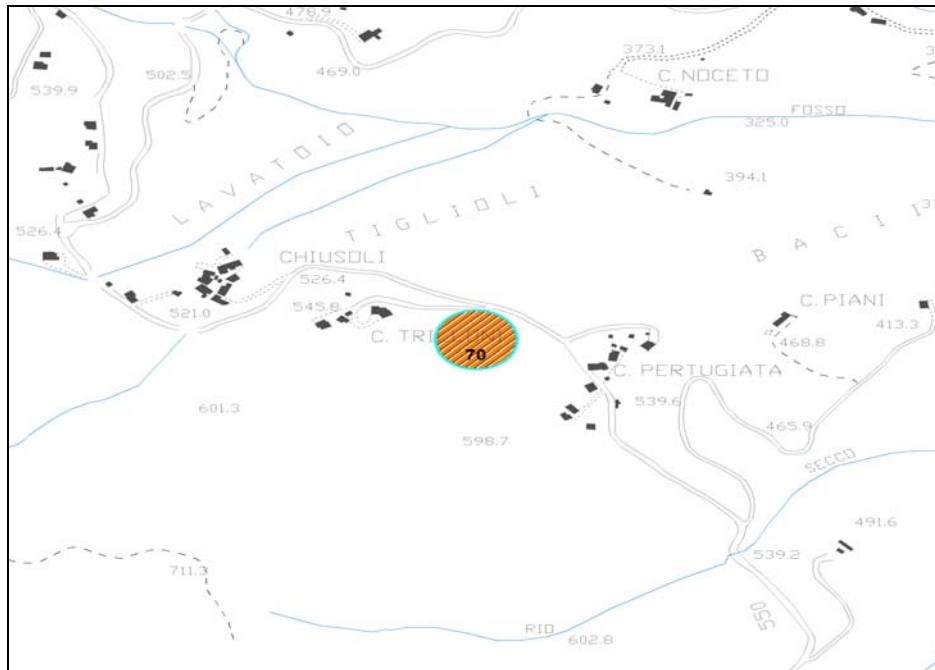 478.9
373.1
469.0
C. NOCETO
502.5
539.9
FOSSO
325.0
LAVATOIO
394.1
TIGLIOLI
BACII
526.4
CHIUSOLI
526.4
C. PIANI
545.8
521.0
413.3
C. TRI
70
468.8
C. PERTUGIATA
539.6
601.3
465.9
598.7
SECCO
491.6
539.2
711.3
550
RIO
602.8